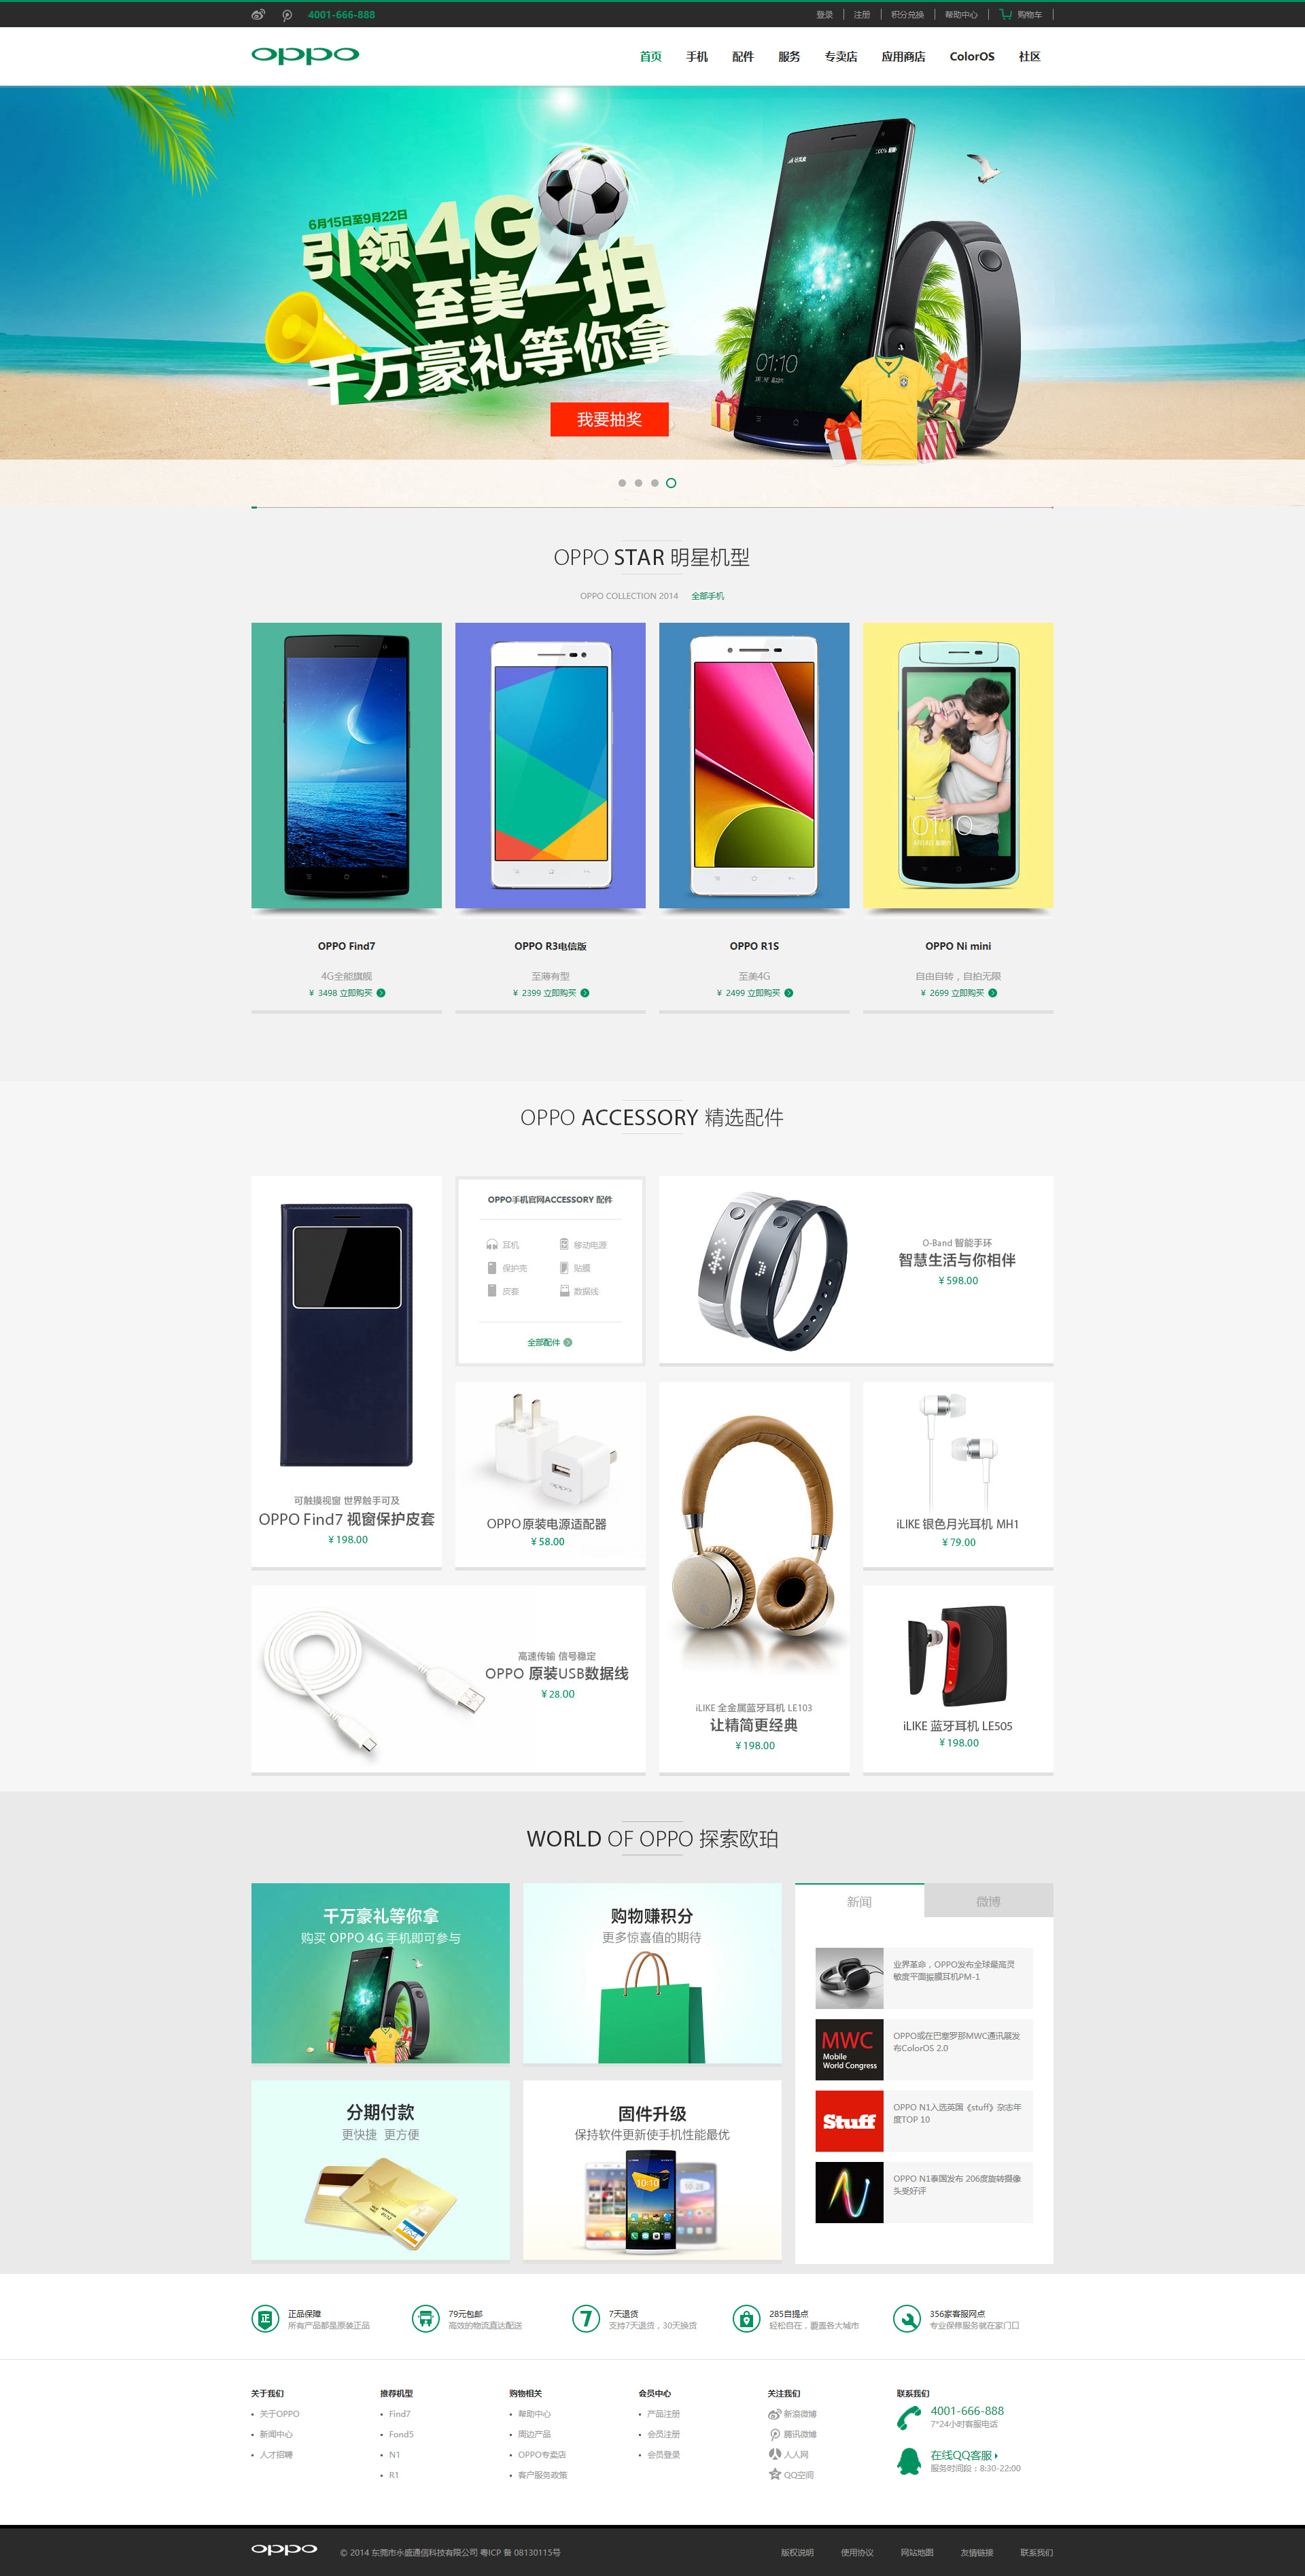 4001-666-888
登录 注册 积分兑换 帮助中心 购物车
oppo
首页 手机 配件 服务 专卖店 应用商店 ColorOS 社区
6月15日至9月22日
引领4G
至美一拍
千万豪礼等你拿
我要抽奖
100%
01:10
OPPO STAR 明星机型
OPPO COLLECTION 2014 全部手机
01:10
OPPO Find7
4G全能旗舰
¥ 3498 立即购买
OPPO R3电信版
至薄有型
¥ 2399 立即购买
OPPO R1S
至美4G
¥ 2499 立即购买
OPPO Ni mini
自由自转，自拍无限
¥ 2699 立即购买
OPPO ACCESSORY 精选配件
OPPO手机官网ACCESSORY 配件
耳机 移动电源
保护壳 贴膜
皮套 数据线
全部配件
O-Band 智能手环
智慧生活与你相伴
¥ 598.00
可触摸视窗 世界触手可及
OPPO Find7 视窗保护皮套
¥ 198.00
oppo
OPPO 原装电源适配器
¥ 58.00
iLIKE 银色月光耳机 MH1
¥ 79.00
高速传输 信号稳定
OPPO 原装USB数据线
¥ 28.00
iLIKE 全金属蓝牙耳机 LE103
让精简更经典
¥ 198.00
iLIKE 蓝牙耳机 LE505
¥ 198.00
WORLD OF OPPO 探索欧珀
千万豪礼等你拿
购买 OPPO 4G 手机即可参与
购物赚积分
更多惊喜值的期待
分期付款
更快捷 更方便
固件升级
保持软件更新使手机性能最优
10:10
10:28
新闻 微博
业界革命，OPPO发布全球最高灵
敏度平面振膜耳机PM-1
MWC
Mobile
World Congress
OPPO或在巴塞罗那MWC通讯展发
布ColorOS 2.0
Stuff
OPPO N1入选英国《stuff》杂志年
度TOP 10
OPPO N1泰国发布 206度旋转摄像
头受好评
正
正品保障
所有产品都是原装正品
79元包邮
高效的物流直达配送
7
7天退货
支持7天退货，30天换货
285自提点
轻松自在，覆盖各大城市
356家客服网点
专业保修服务就在家门口
关于我们
关于OPPO
新闻中心
人才招聘
推荐机型
Find7
Fond5
N1
R1
购物相关
帮助中心
周边产品
OPPO专卖店
客户服务政策
会员中心
产品注册
会员注册
会员登录
关注我们
新浪微博
腾讯微博
人人网
QQ空间
联系我们
4001-666-888
7*24小时客服电话
在线QQ客服
服务时间段：8:30-22:00
oppo
© 2014 东莞市永盛通信科技有限公司 粤ICP 备 08130115号
版权说明 使用协议 网站地图 友情链接 联系我们